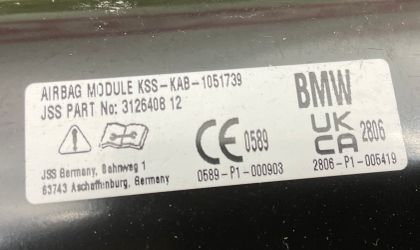 AIRBAG MODULE KSS-KAB-1051739
JSS PART No: 3126408 12
JSS Germany, Bahnweg 1
63743 Aschaffenburg, Germany
CE 0589
0589-P1-000903
BMW
UK
CA 2806
2806-P1-005419